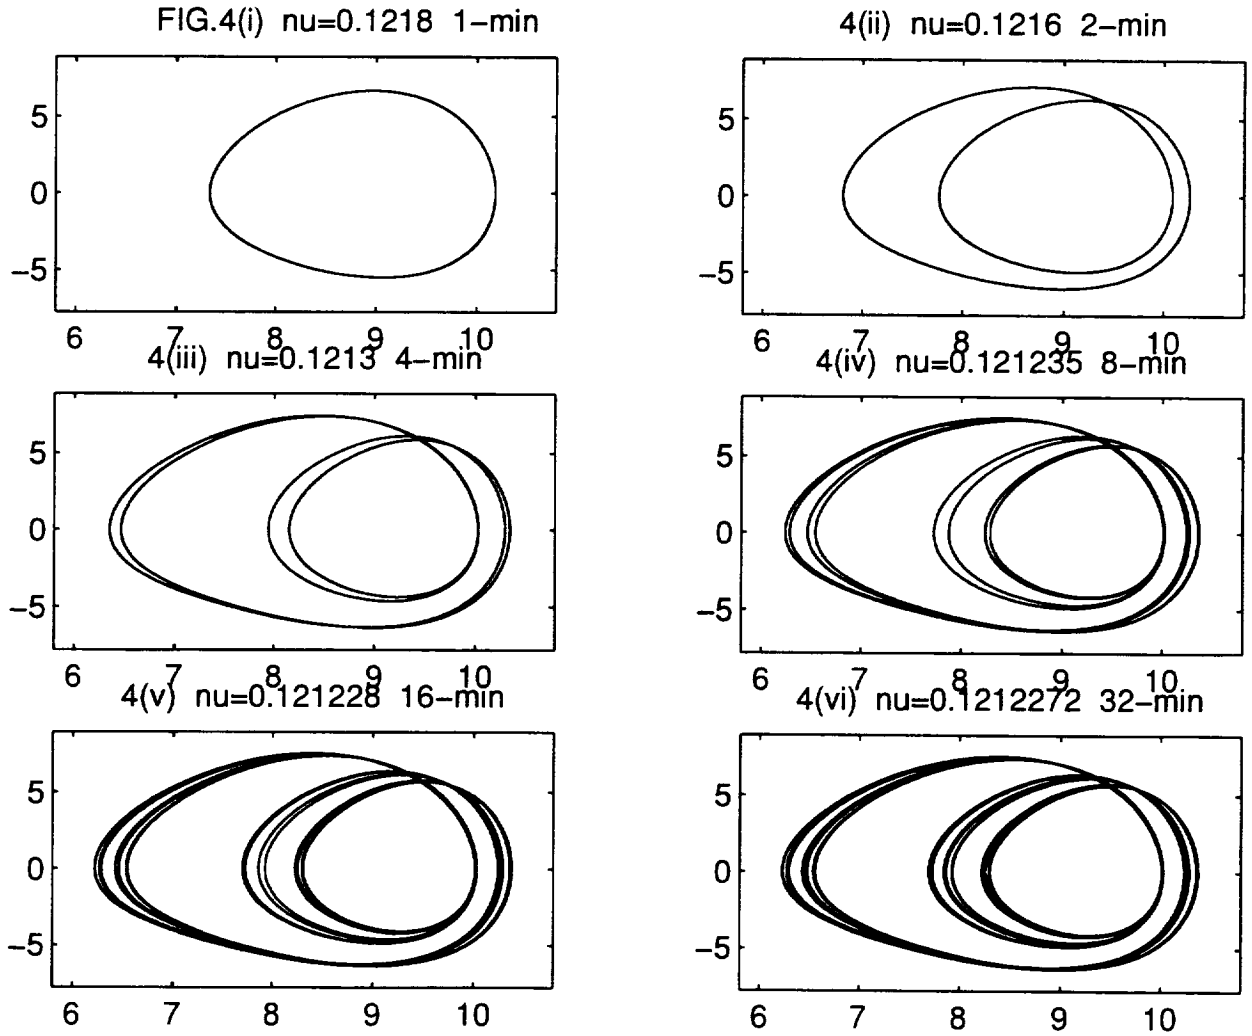 FIG.4(i) nu=0.1218 1-min
5
0
-5
6 7 8 9 10
4(ii) nu=0.1216 2-min
5
0
-5
6 7 8 9 10
4(iii) nu=0.1213 4-min
5
0
-5
6 7 8 9 10
4(iv) nu=0.121235 8-min
5
0
-5
6 7 8 9 10
4(v) nu=0.121228 16-min
5
0
-5
6 7 8 9 10
4(vi) nu=0.1212272 32-min
5
0
-5
6 7 8 9 10